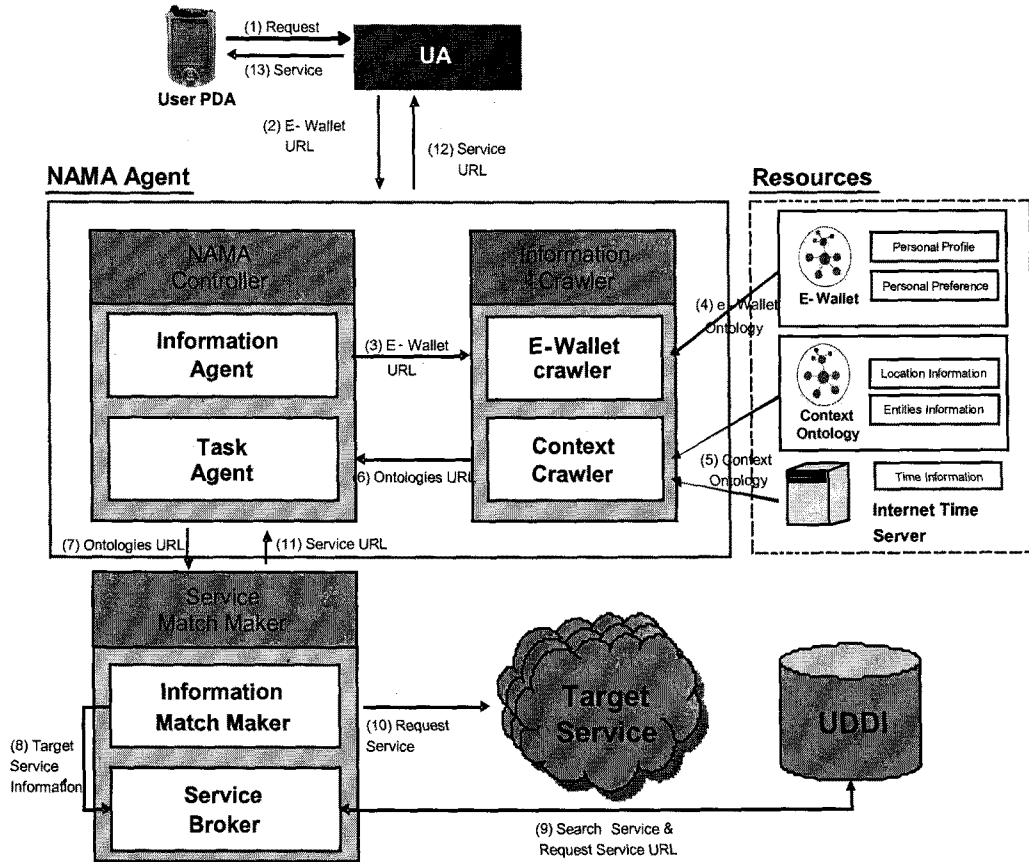 (1) Request
UA
(13) Service
User PDA
(2) E- Wallet
URL
(12) Service
URL
NAMA Agent
Resources
NAMA
Controller
Information
Crawler
Personal Profile
Personal Preference
E- Wallet
(4) e - Wallet
Ontology
Information
Agent
(3) E - Wallet
URL
E-Wallet
crawler
Location Information
Entities Information
Context
Ontology
Task
Agent
(6) Ontologies URL
Context
Crawler
(5) Context
Ontology
Time Information
Internet Time
Server
(7) Ontologies URL
(11) Service URL
Service
Match Maker
Information
Match Maker
(10) Request
Service
Target
Service
UDDI
(8) Target
Service
Information
Service
Broker
(9) Search Service &
Request Service URL